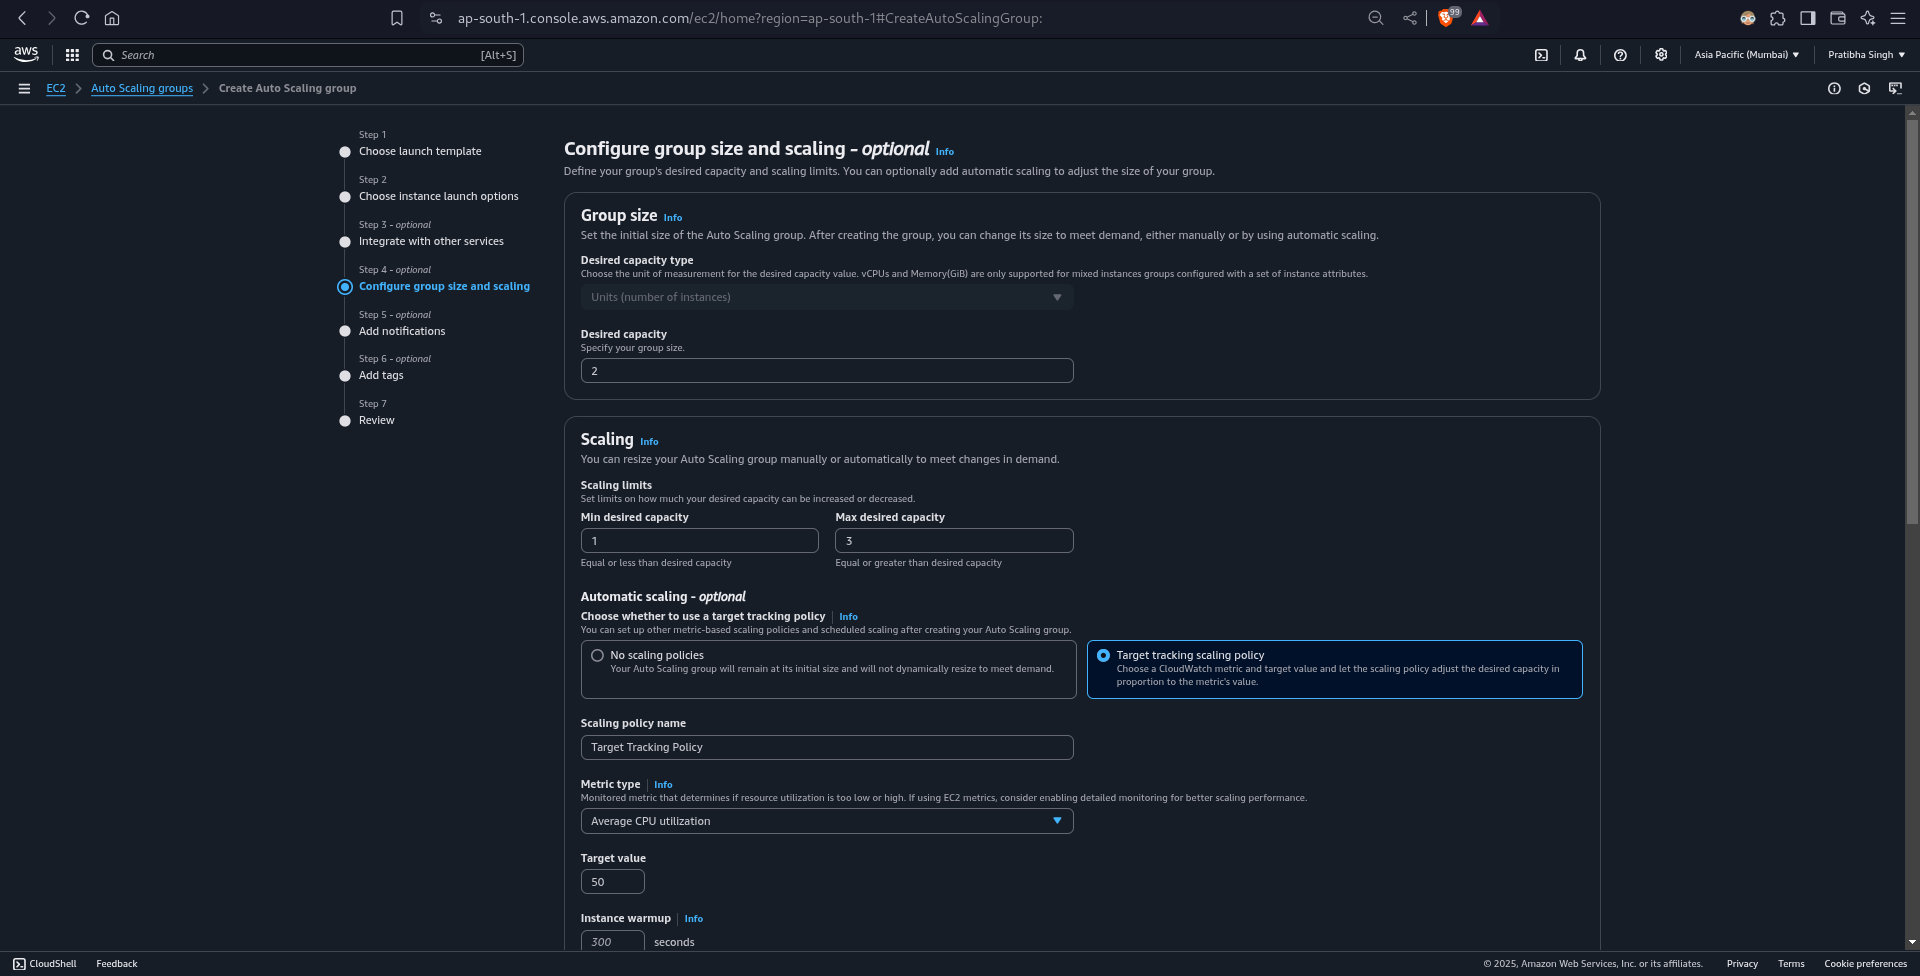 ap-south-1.console.aws.amazon.com/ec2/home?region=ap-south-1#CreateAutoScalingGroup:
99
aws
Search
[Alt+S]
Asia Pacific (Mumbai)
Pratibha Singh
EC2
Auto Scaling groups
Create Auto Scaling group
Step 1
Choose launch template
Step 2
Choose instance launch options
Step 3 - optional
Integrate with other services
Step 4 - optional
Configure group size and scaling
Step 5 - optional
Add notifications
Step 6 - optional
Add tags
Step 7
Review
Configure group size and scaling - optional Info
Define your group's desired capacity and scaling limits. You can optionally add automatic scaling to adjust the size of your group.
Group size Info
Set the initial size of the Auto Scaling group. After creating the group, you can change its size to meet demand, either manually or by using automatic scaling.
Desired capacity type
Choose the unit of measurement for the desired capacity value. vCPUs and Memory(GiB) are only supported for mixed instances groups configured with a set of instance attributes.
Units (number of instances)
Desired capacity
Specify your group size.
2
Scaling Info
You can resize your Auto Scaling group manually or automatically to meet changes in demand.
Scaling limits
Set limits on how much your desired capacity can be increased or decreased.
Min desired capacity
1
Equal or less than desired capacity
Max desired capacity
3
Equal or greater than desired capacity
Automatic scaling - optional
Choose whether to use a target tracking policy Info
You can set up other metric-based scaling policies and scheduled scaling after creating your Auto Scaling group.
No scaling policies
Your Auto Scaling group will remain at its initial size and will not dynamically resize to meet demand.
Target tracking scaling policy
Choose a CloudWatch metric and target value and let the scaling policy adjust the desired capacity in
proportion to the metric's value.
Scaling policy name
Target Tracking Policy
Metric type Info
Monitored metric that determines if resource utilization is too low or high. If using EC2 metrics, consider enabling detailed monitoring for better scaling performance.
Average CPU utilization
Target value
50
Instance warmup Info
300 seconds
CloudShell
Feedback
© 2025, Amazon Web Services, Inc. or its affiliates.
Privacy
Terms
Cookie preferences